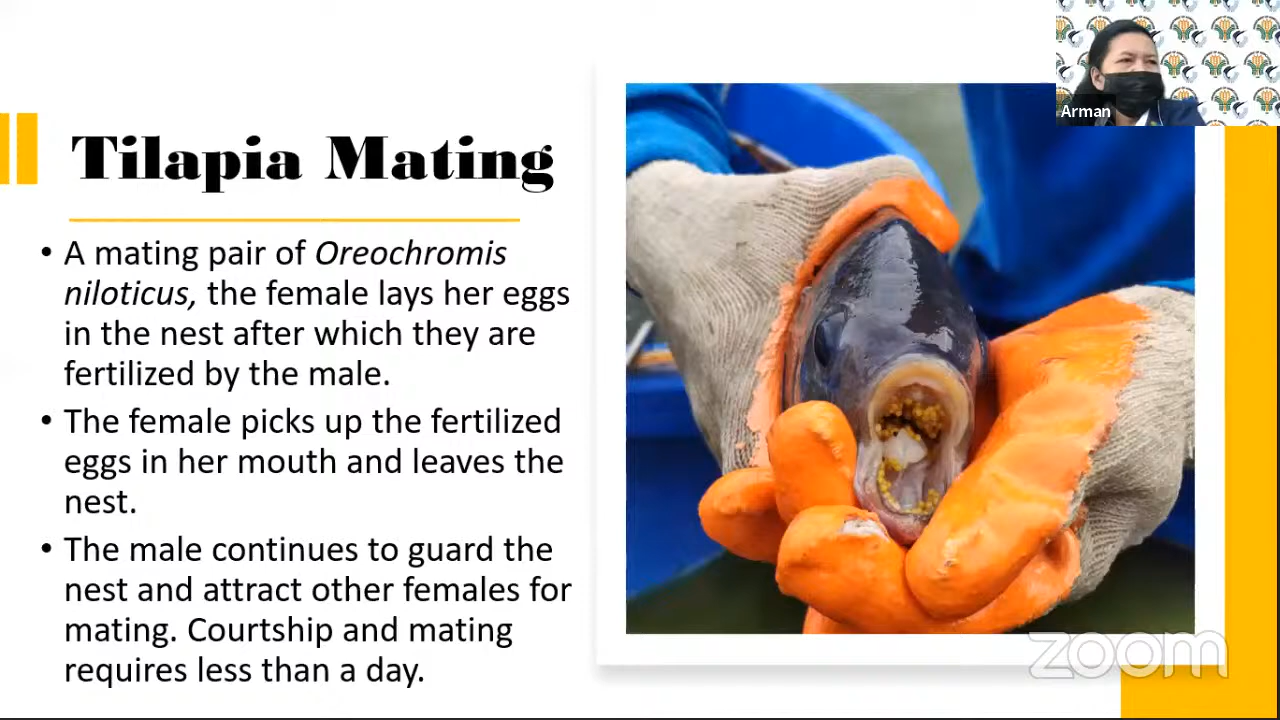 Arman
Tilapia Mating
• A mating pair of Oreochromis
niloticus, the female lays her eggs
in the nest after which they are
fertilized by the male.
• The female picks up the fertilized
eggs in her mouth and leaves the
nest.
• The male continues to guard the
nest and attract other females for
mating. Courtship and mating
requires less than a day.
zoom